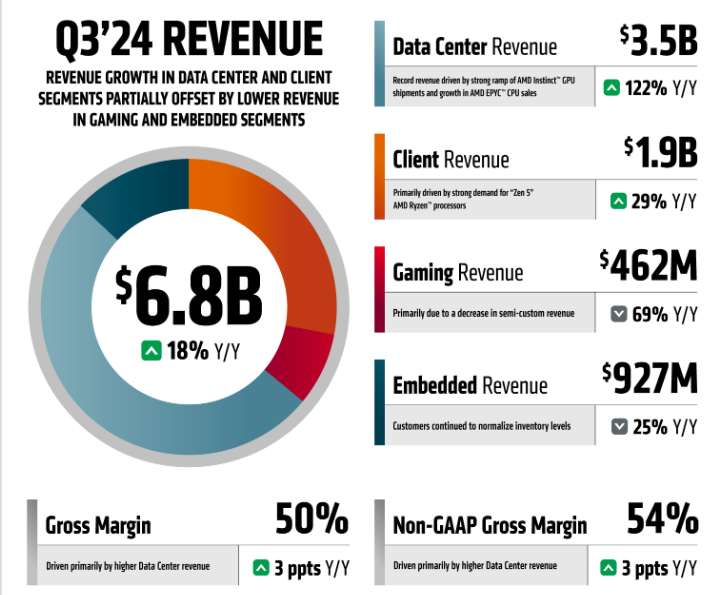 Q3’24 REVENUE
REVENUE GROWTH IN DATA CENTER AND CLIENT
SEGMENTS PARTIALLY OFFSET BY LOWER REVENUE
IN GAMING AND EMBEDDED SEGMENTS
$6.8B
18% Y/Y
Data Center Revenue
$3.5B
Record revenue driven by strong ramp of AMD Instinct™ GPU
shipments and growth in AMD EPYC™ CPU sales
122% Y/Y
Client Revenue
$1.9B
Primarily driven by strong demand for “Zen 5”
AMD Ryzen™ processors
29% Y/Y
Gaming Revenue
$462M
Primarily due to a decrease in semi-custom revenue
69% Y/Y
Embedded Revenue
$927M
Customers continued to normalize inventory levels
25% Y/Y
Gross Margin
50%
Driven primarily by higher Data Center revenue
3 ppts Y/Y
Non-GAAP Gross Margin
54%
Driven primarily by higher Data Center revenue
3 ppts Y/Y